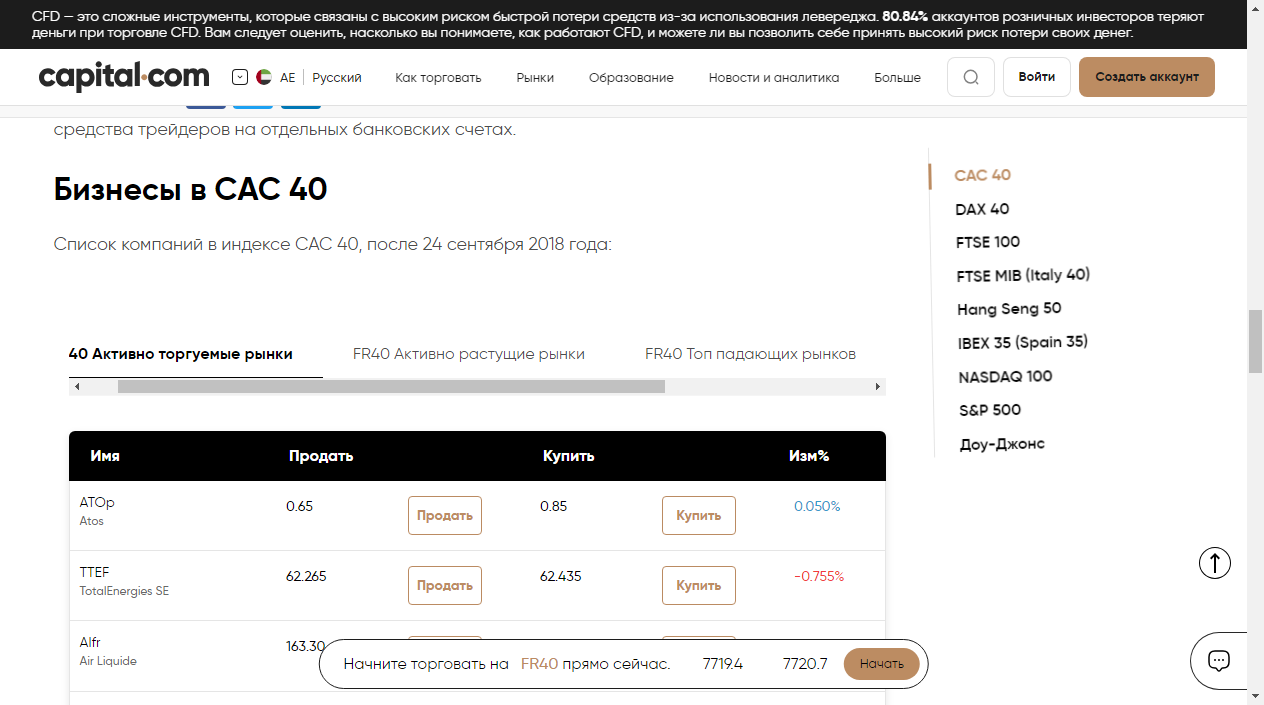 CFD — это сложные инструменты, которые связаны с высоким риском быстрой потери средств из-за использования левереджа. 80.84% аккаунтов розничных инвесторов теряют
деньги при торговле CFD. Вам следует оценить, насколько вы понимаете, как работают CFD, и можете ли вы позволить себе принять высокий риск потери своих денег.
capital.com AE Русский Как торговать Рынки Образование Новости и аналитика Больше Войти Создать аккаунт
средства трейдеров на отдельных банковских счетах.
Бизнесы в CAC 40
Список компаний в индексе CAC 40, после 24 сентября 2018 года:
40 Активно торгуемые рынки FR40 Активно растущие рынки FR40 Топ падающих рынков
Имя Продать Купить Изм%
ATOp 0.65 Продать 0.85 Купить 0.050%
Atos
TTEF 62.265 Продать 62.435 Купить -0.755%
TotalEnergies SE
AIfr 163.30
Air Liquide
Начните торговать на FR40 прямо сейчас. 7719.4 7720.7 Начать
CAC 40
DAX 40
FTSE 100
FTSE MIB (Italy 40)
Hang Seng 50
IBEX 35 (Spain 35)
NASDAQ 100
S&P 500
Доу-Джонс